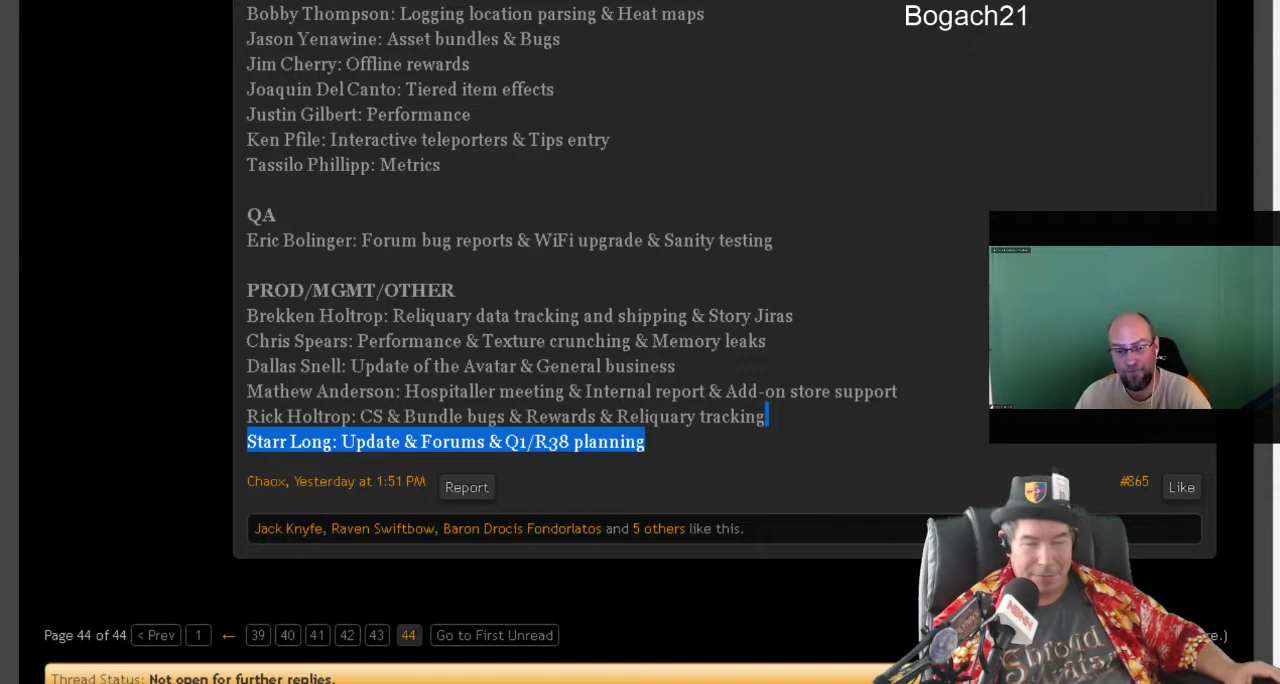 Bobby Thompson: Logging location parsing & Heat maps
Bogach21
Jason Yenawine: Asset bundles & Bugs
Jim Cherry: Offline rewards
Joaquin Del Canto: Tiered item effects
Justin Gilbert: Performance
Ken Pfile: Interactive teleporters & Tips entry
Tassilo Phillipp: Metrics
QA
Eric Bolinger: Forum bug reports & WiFi upgrade & Sanity testing
PROD/MGMT/OTHER
Brekken Holtrop: Reliquary data tracking and shipping & Story Jiras
Chris Spears: Performance & Texture crunching & Memory leaks
Dallas Snell: Update of the Avatar & General business
Mathew Anderson: Hospitaller meeting & Internal report & Add-on store support
Rick Holtrop: CS & Bundle bugs & Rewards & Reliquary tracking
Starr Long: Update & Forums & Q1/R38 planning
Chaox, Yesterday at 1:51 PM Report #865 Like
Jack Knyfe, Raven Swiftbow, Baron Drocis Fondorlatos and 5 others like this.
Page 44 of 44 < Prev 1 ← 39 40 41 42 43 44 Go to First Unread
Thread Status: Not open for further replies.
NBNN
Shroud
Avatar